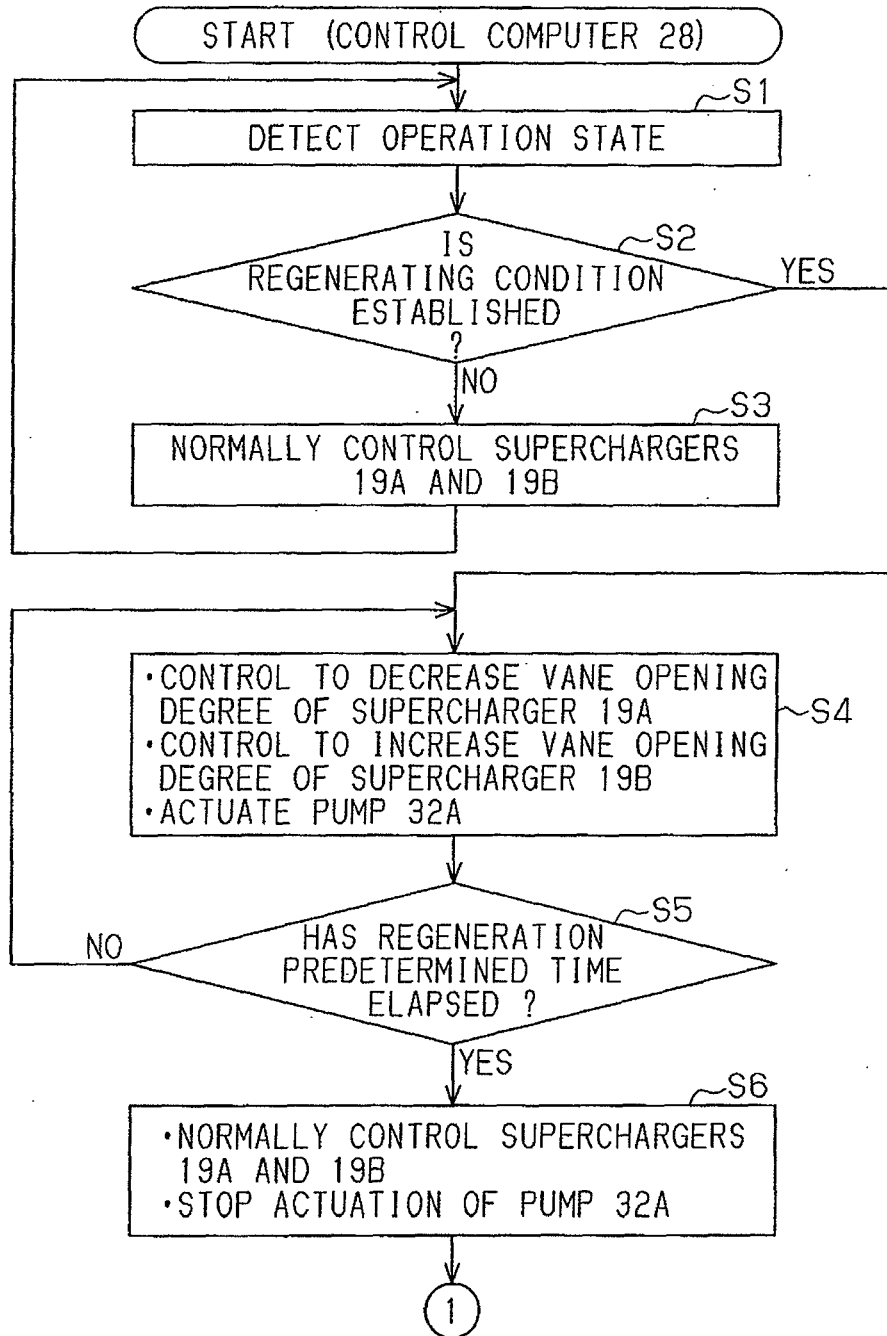 START (CONTROL COMPUTER 28)
S1
DETECT OPERATION STATE
S2
IS
REGENERATING CONDITION
ESTABLISHED
?
YES
NO
S3
NORMALLY CONTROL SUPERCHARGERS
19A AND 19B
•CONTROL TO DECREASE VANE OPENING
DEGREE OF SUPERCHARGER 19A
•CONTROL TO INCREASE VANE OPENING
DEGREE OF SUPERCHARGER 19B
•ACTUATE PUMP 32A
S4
S5
HAS REGENERATION
PREDETERMINED TIME
ELAPSED ?
NO
YES
S6
•NORMALLY CONTROL SUPERCHARGERS
19A AND 19B
•STOP ACTUATION OF PUMP 32A
1